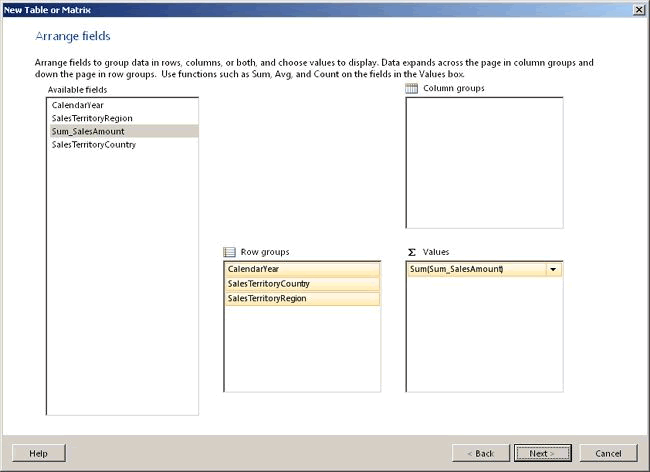 New Table or Matrix
Arrange fields
Arrange fields to group data in rows, columns, or both, and choose values to display. Data expands across the page in column groups and
down the page in row groups.  Use functions such as Sum, Avg, and Count on the fields in the Values box.
Available fields
CalendarYear
SalesTerritoryRegion
Sum_SalesAmount
SalesTerritoryCountry
Column groups
Row groups
CalendarYear
SalesTerritoryCountry
SalesTerritoryRegion
Σ Values
Sum(Sum_SalesAmount)
Help
< Back
Next >
Cancel